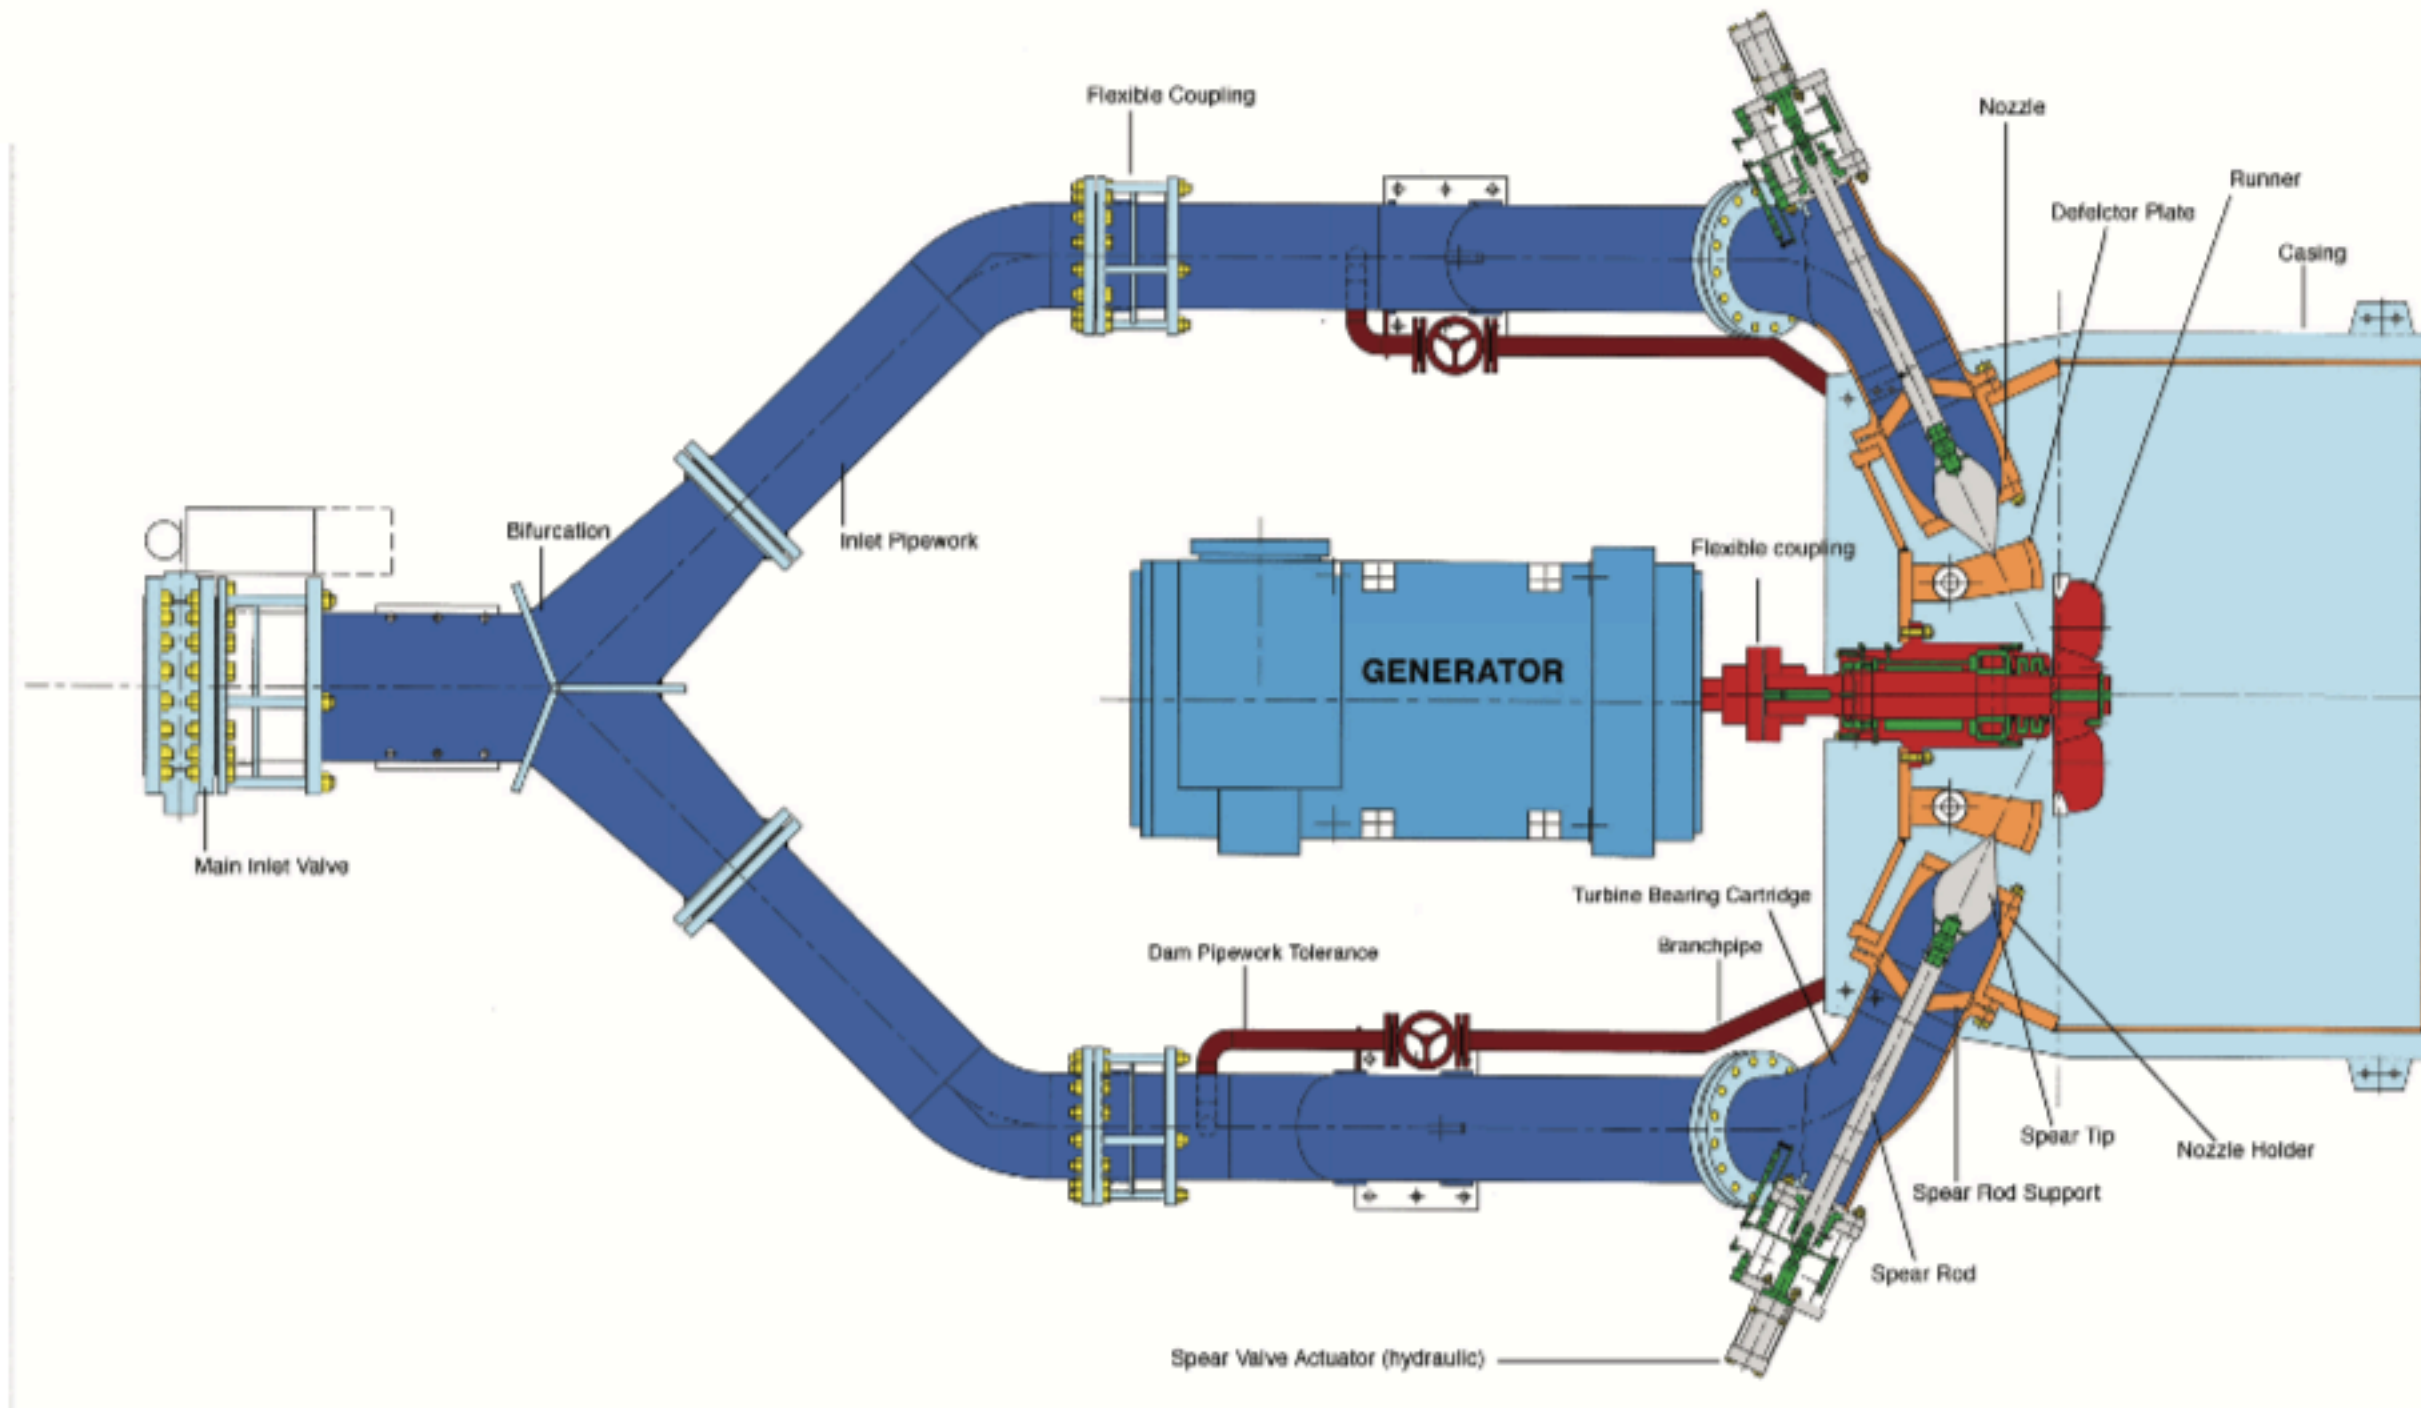 Flexible Coupling
Nozzle
Runner
Defelctor Plate
Casing
Bifurcation
Inlet Pipework
Flexible coupling
GENERATOR
Main Inlet Valve
Turbine Bearing Cartridge
Branchpipe
Dam Pipework Tolerance
Spear Tip
Nozzle Holder
Spear Rod Support
Spear Rod
Spear Valve Actuator (hydraulic)